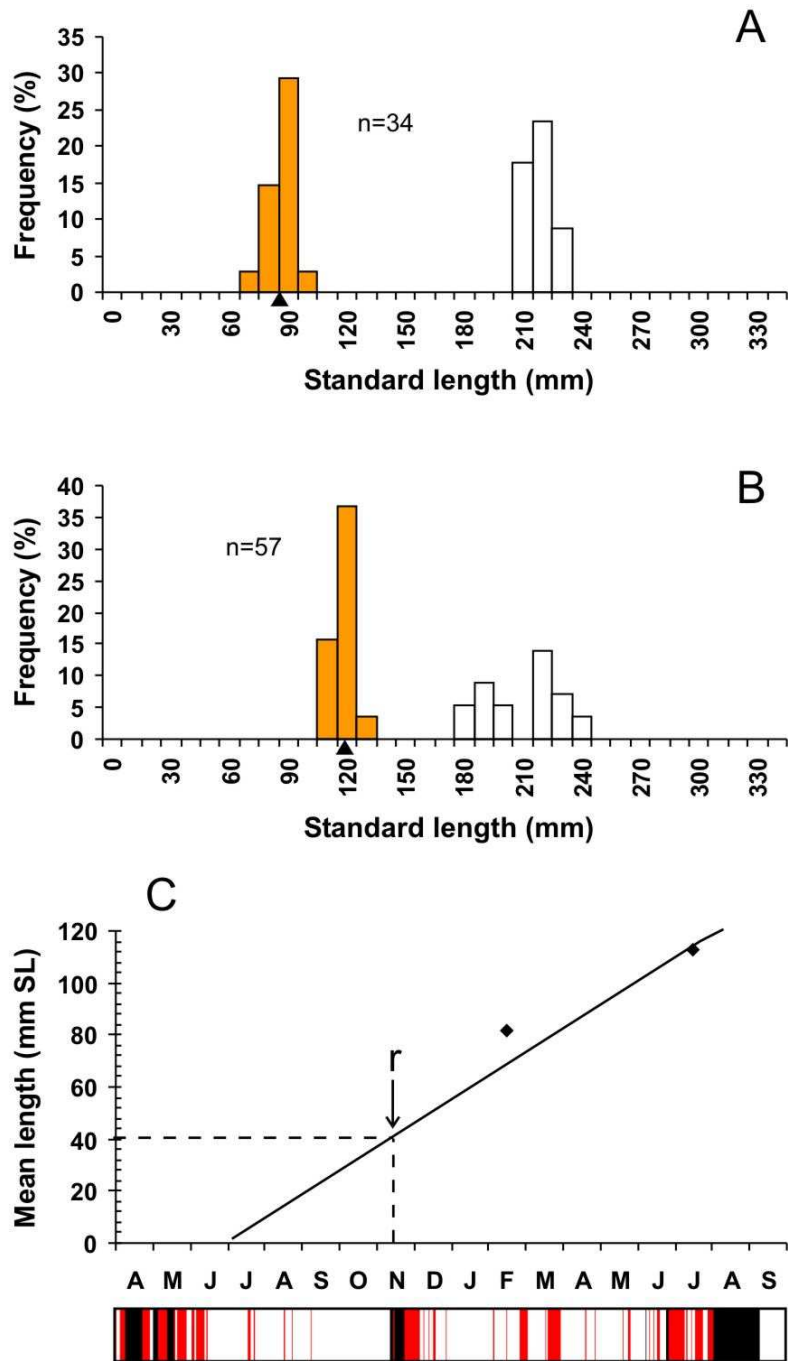 A
35
30
25
20
15
10
5
0
Frequency (%)
n=34
0 30 60 90 120 150 180 210 240 270 300 330
Standard length (mm)
B
40
35
30
25
20
15
10
5
0
Frequency (%)
n=57
0 30 60 90 120 150 180 210 240 270 300 330
Standard length (mm)
C
120
100
80
60
40
20
0
Mean length (mm SL)
r
A M J J A S O N D J F M A M J J A S